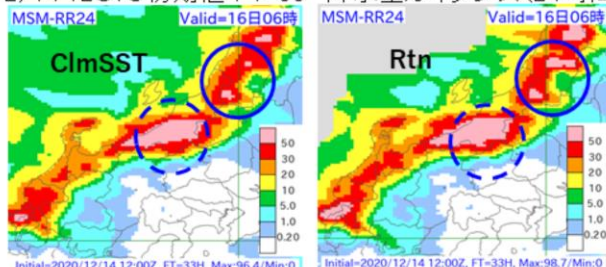 MSM-RR24 Valid=16日06時
ClmSST
50
30
20
10
5.0
1.0
0.20
Initial=2020/12/14 12:00Z, FT=33H, Max:96.4/Min:0
MSM-RR24 Valid=16日06時
Rtn
50
30
20
10
5.0
1.0
0.20
Initial=2020/12/14 12:00Z, FT=33H, Max:98.7/Min:0